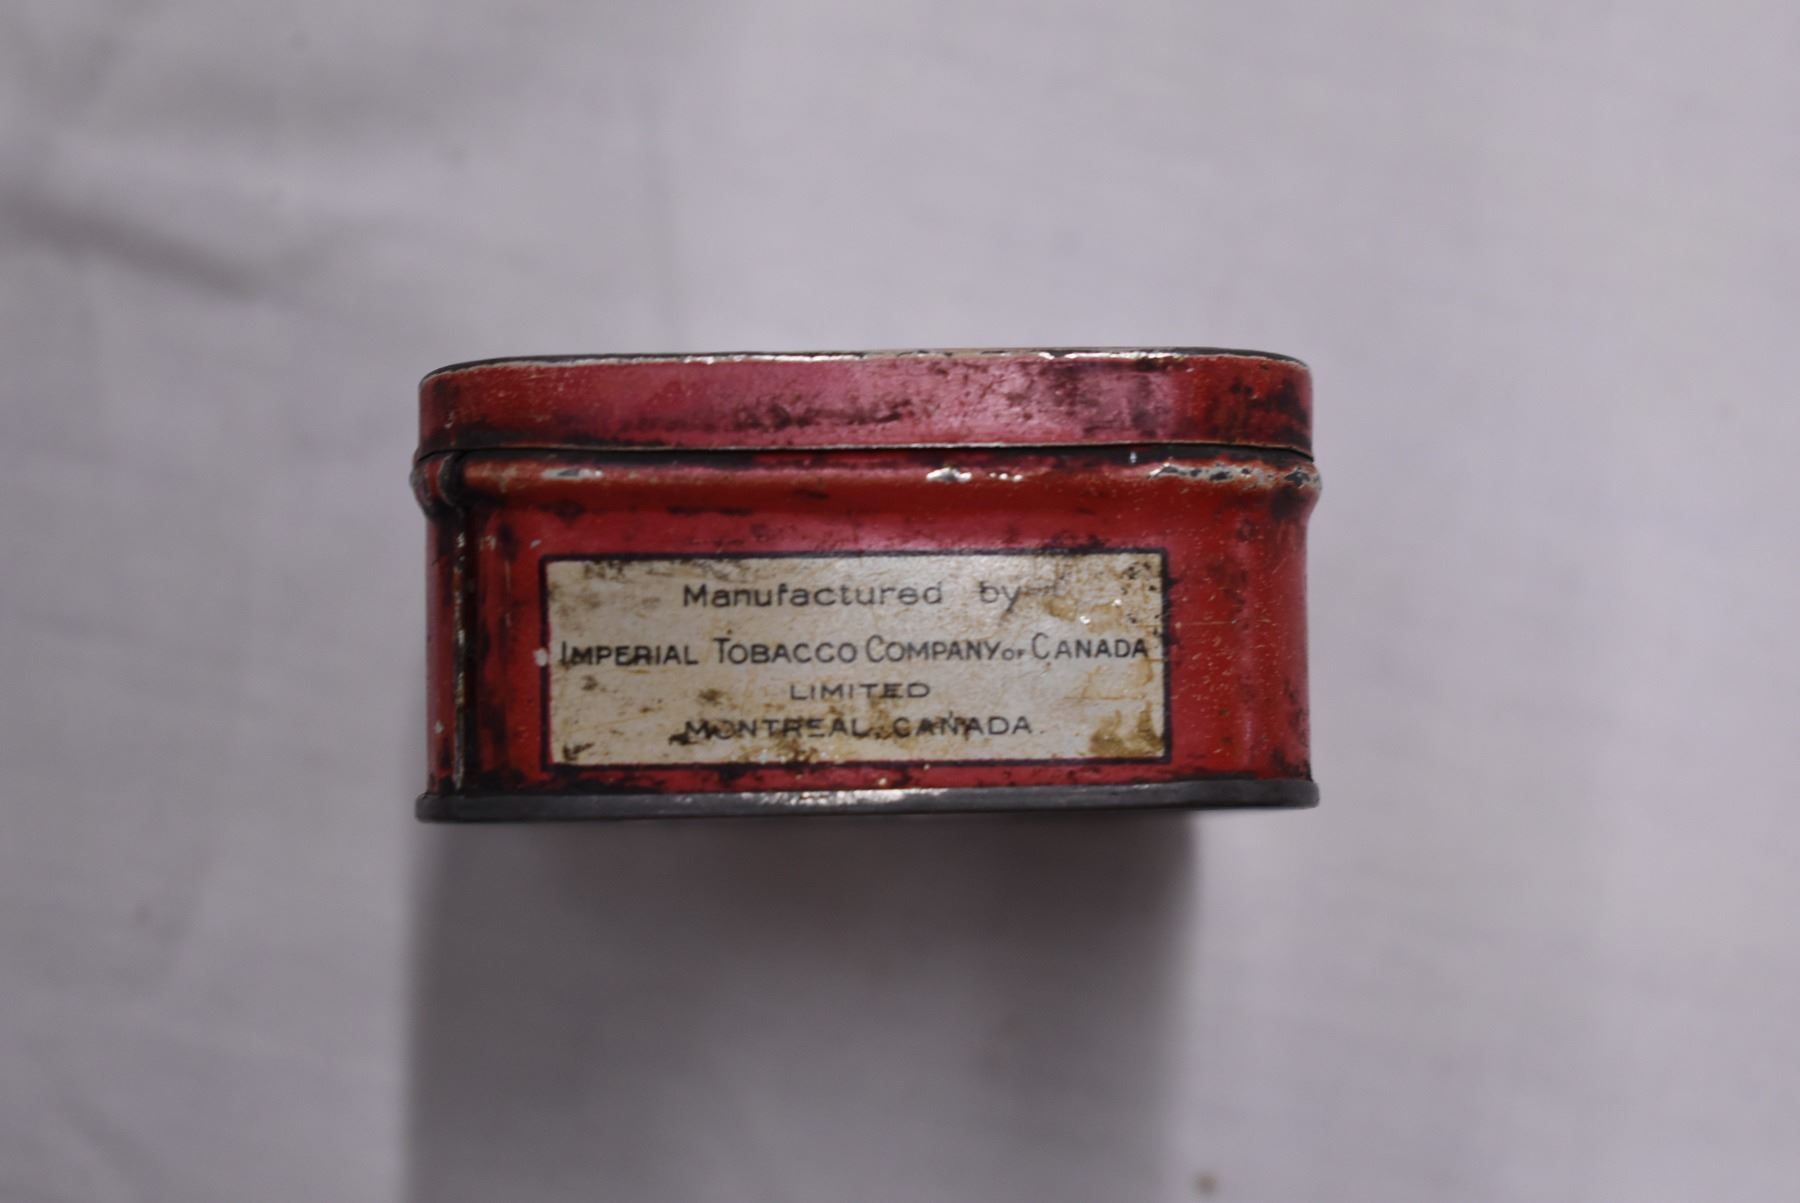 Manufactured by
IMPERIAL TOBACCO COMPANY OF CANADA
LIMITED
MONTREAL, CANADA.